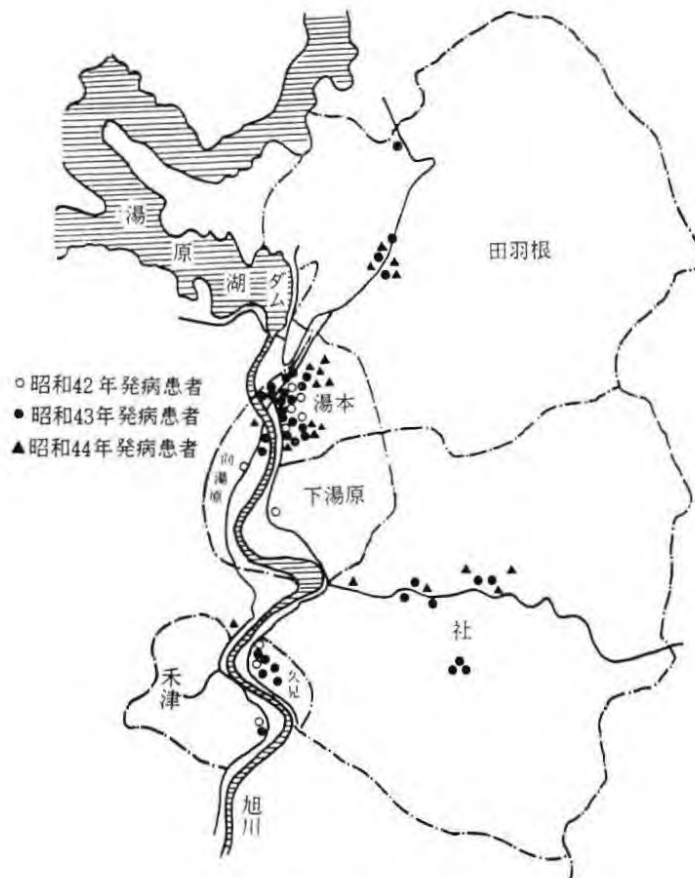 湯原湖
ダム
田羽根
○昭和42年発病患者
●昭和43年発病患者
▲昭和44年発病患者
湯本
向湯原
下湯原
社
禾津
久見
旭川